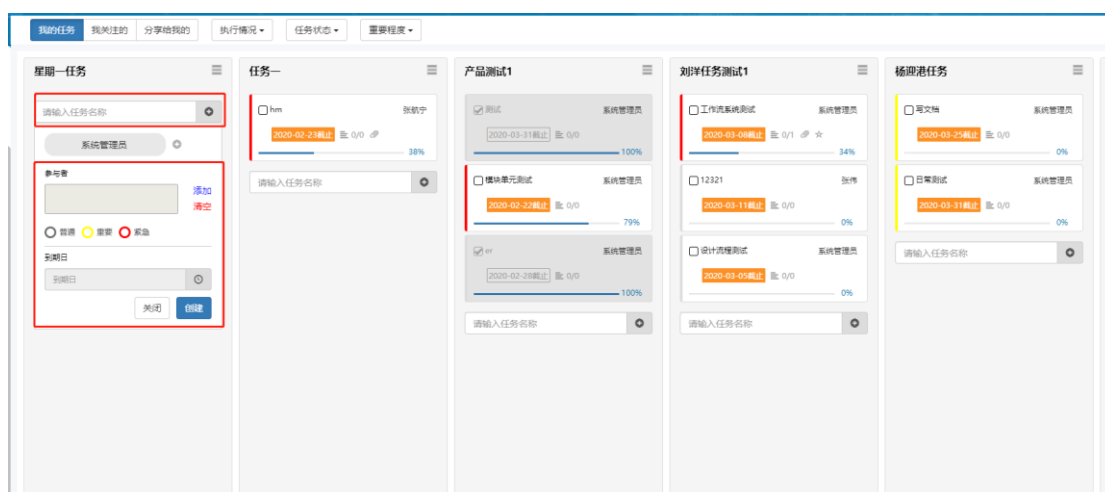 我的任务 我关注的 分享给我的 执行情况 任务状态 重要程度
星期一任务
请输入任务名称
系统管理员
参与者
添加
清空
普通 重要 紧急
到期日
到期日
关闭 创建
任务一
hm 张航宁
2020-02-23截止 0/0
38%
请输入任务名称
产品测试1
测试 系统管理员
2020-03-31截止 0/0
100%
模块单元测试 系统管理员
2020-02-22截止 0/0
79%
er 系统管理员
2020-02-28截止 0/0
100%
请输入任务名称
刘洋任务测试1
工作流系统测试 系统管理员
2020-03-08截止 0/1
34%
12321 张伟
2020-03-11截止 0/0
0%
设计流程测试 系统管理员
2020-03-05截止 0/0
0%
请输入任务名称
杨迎港任务
写文档 系统管理员
2020-03-25截止 0/0
0%
日常测试 系统管理员
2020-03-31截止 0/0
0%
请输入任务名称